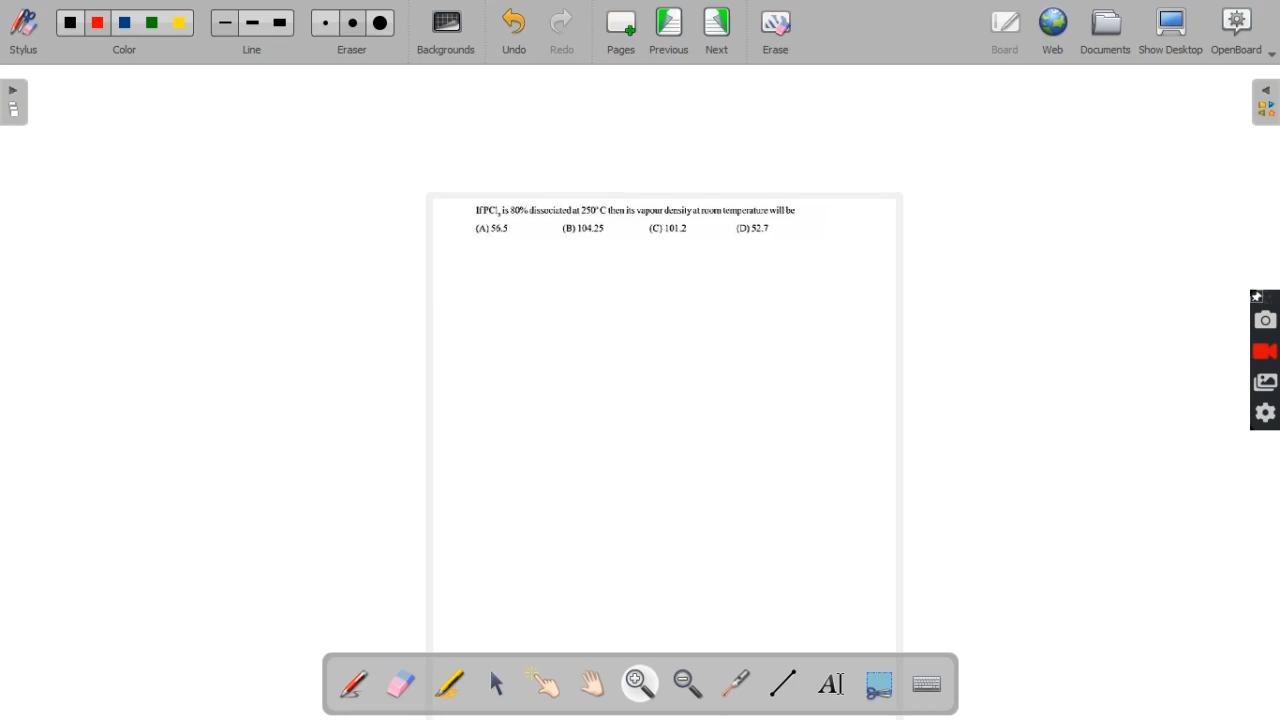 Stylus Color Line Eraser Backgrounds Undo Redo Pages Previous Next Erase Board Web Documents Show Desktop OpenBoard
If PCl₅ is 80% dissociated at 250°C then its vapour density at room temperature will be
(A) 56.5 (B) 104.25 (C) 101.2 (D) 52.7